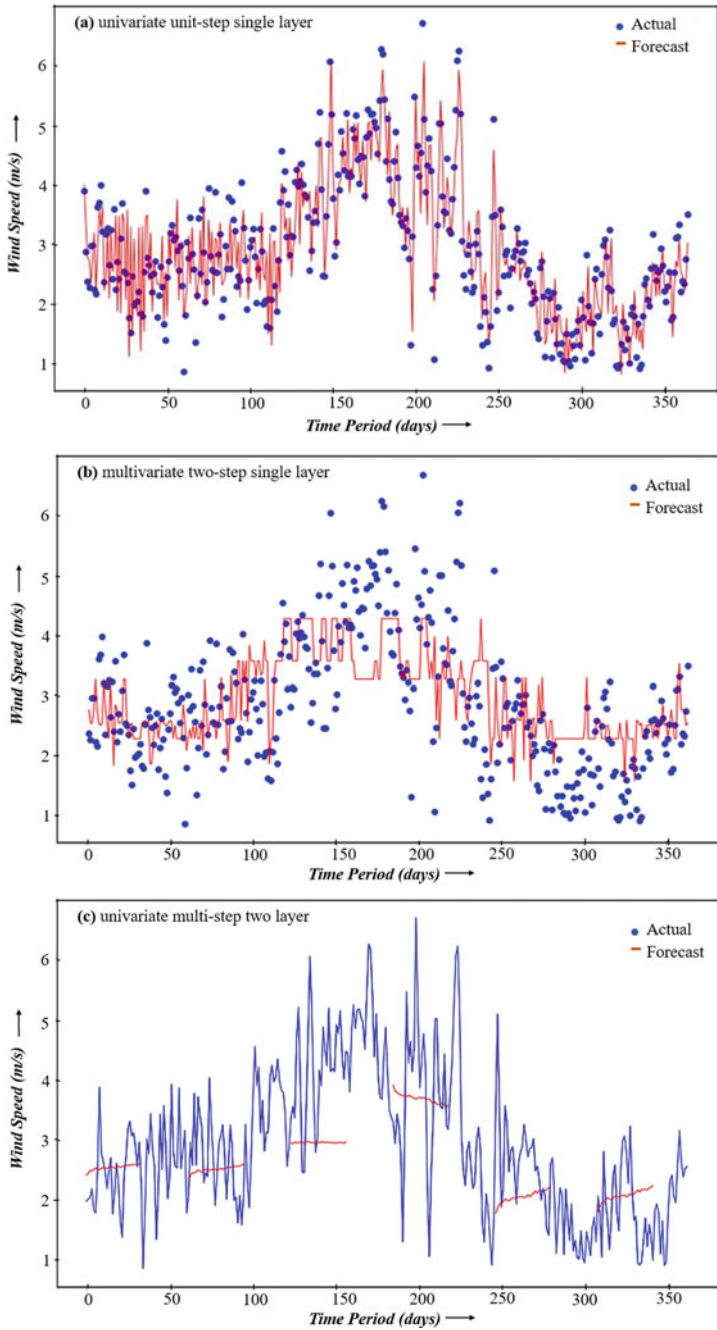 (a) univariate unit-step single layer
Actual
Forecast
6
5
4
3
2
1
Wind Speed (m/s)
0 50 100 150 200 250 300 350
Time Period (days)
(b) multivariate two-step single layer
Actual
Forecast
6
5
4
3
2
1
Wind Speed (m/s)
0 50 100 150 200 250 300 350
Time Period (days)
(c) univariate multi-step two layer
Actual
Forecast
6
5
4
3
2
1
Wind Speed (m/s)
0 50 100 150 200 250 300 350
Time Period (days)